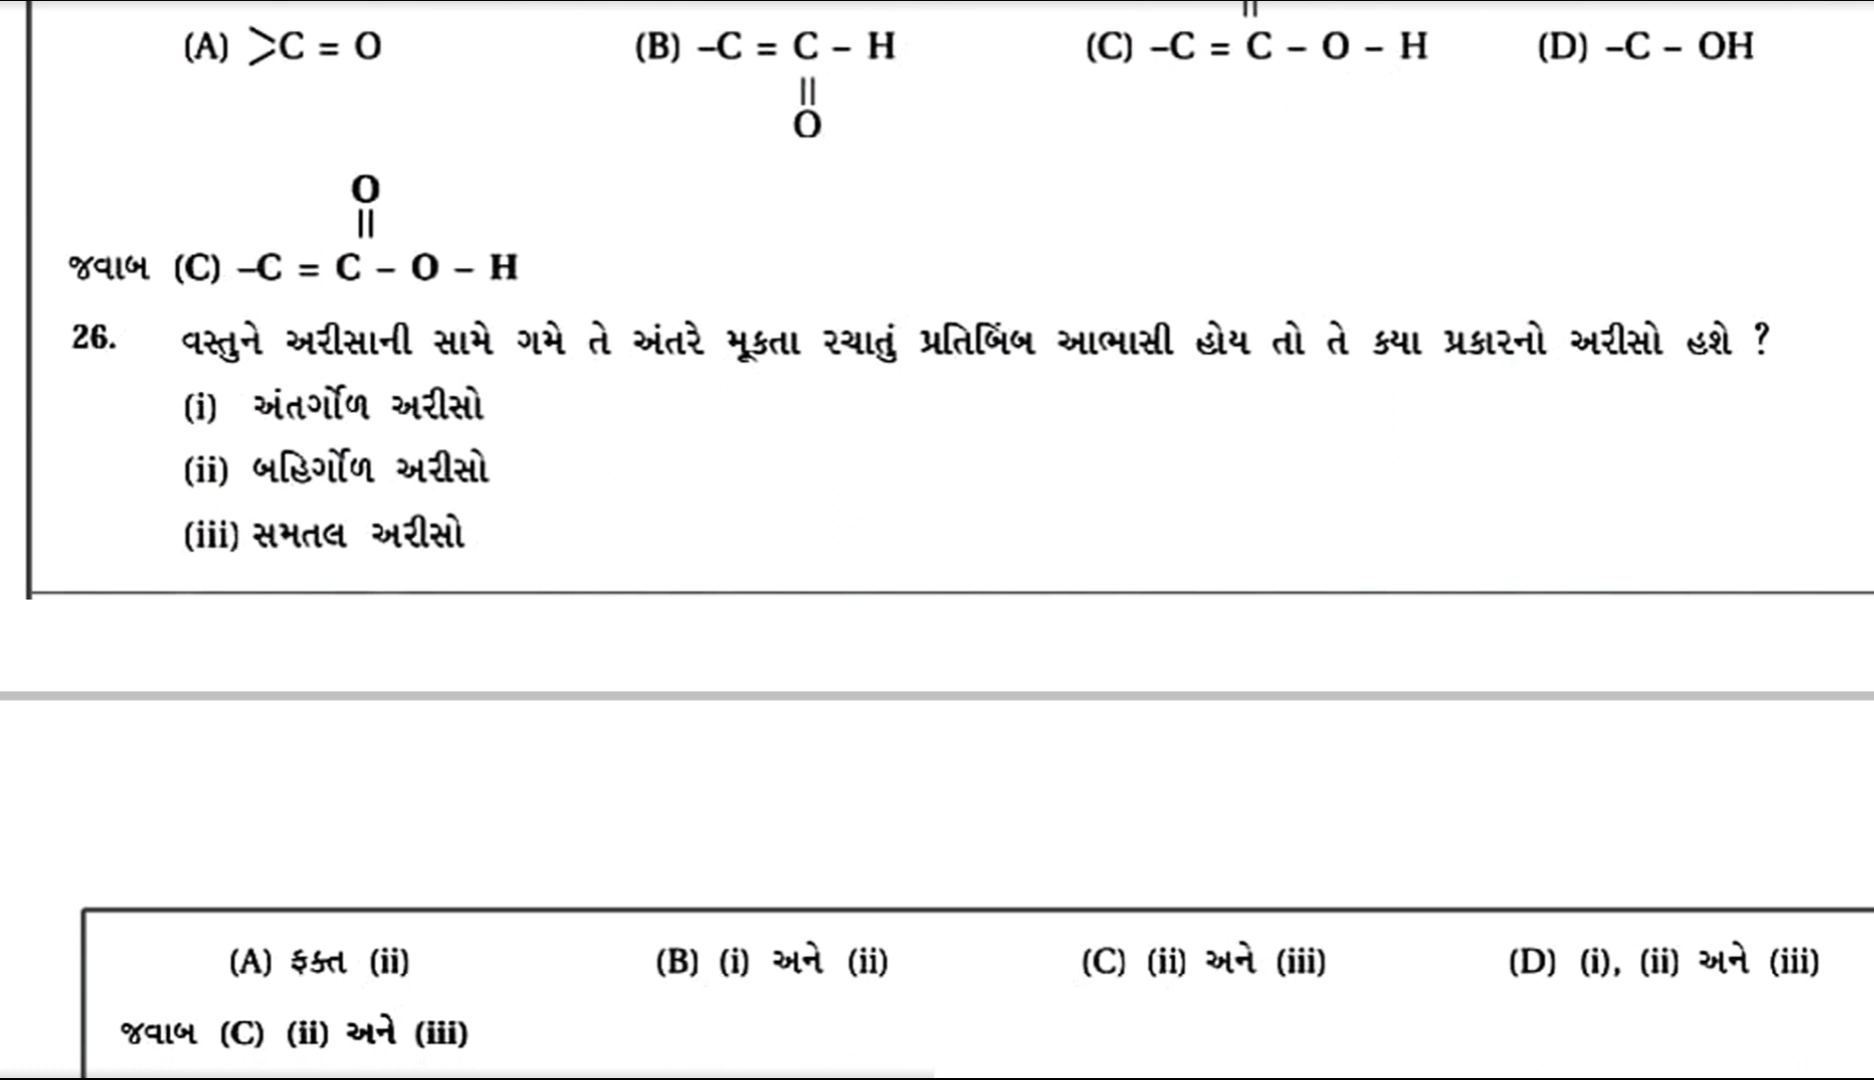 (A) >C = O (B) –C = C – H (C) –C = C – O – H (D) –C – OH
||
O
O
||
જવાબ (C) –C = C – O – H
26. વસ્તુને અરીસાની સામે ગમે તે અંતરે મૂકતા રચાતું પ્રતિબિંબ આભાસી હોય તો તે કયા પ્રકારનો અરીસો હશે ?
(i) અંતર્ગોળ અરીસો
(ii) બહિર્ગોળ અરીસો
(iii) સમતલ અરીસો
(A) ફક્ત (ii) (B) (i) અને (ii) (C) (ii) અને (iii) (D) (i), (ii) અને (iii)
જવાબ (C) (ii) અને (iii)